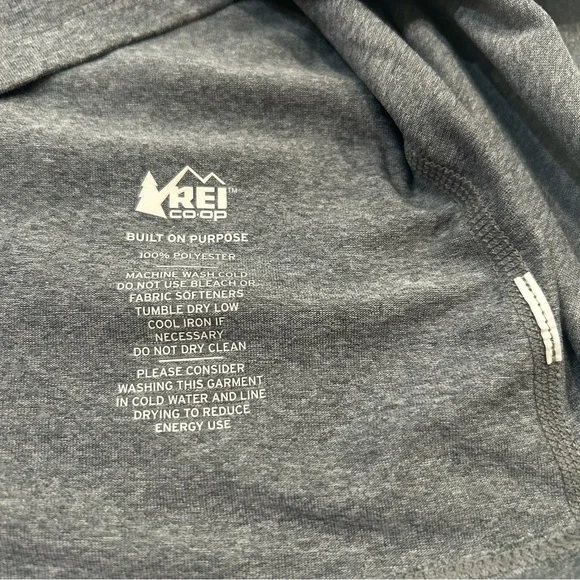 REI™
CO·OP
BUILT ON PURPOSE
100% POLYESTER
MACHINE WASH COLD
DO NOT USE BLEACH OR
FABRIC SOFTENERS
TUMBLE DRY LOW
COOL IRON IF
NECESSARY
DO NOT DRY CLEAN
PLEASE CONSIDER
WASHING THIS GARMENT
IN COLD WATER AND LINE
DRYING TO REDUCE
ENERGY USE